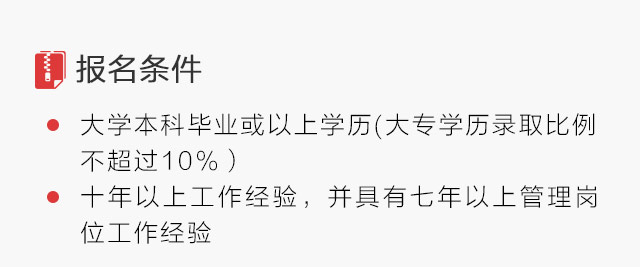 报名条件
大学本科毕业或以上学历(大专学历录取比例
不超过10% ）
十年以上工作经验，并具有七年以上管理岗
位工作经验